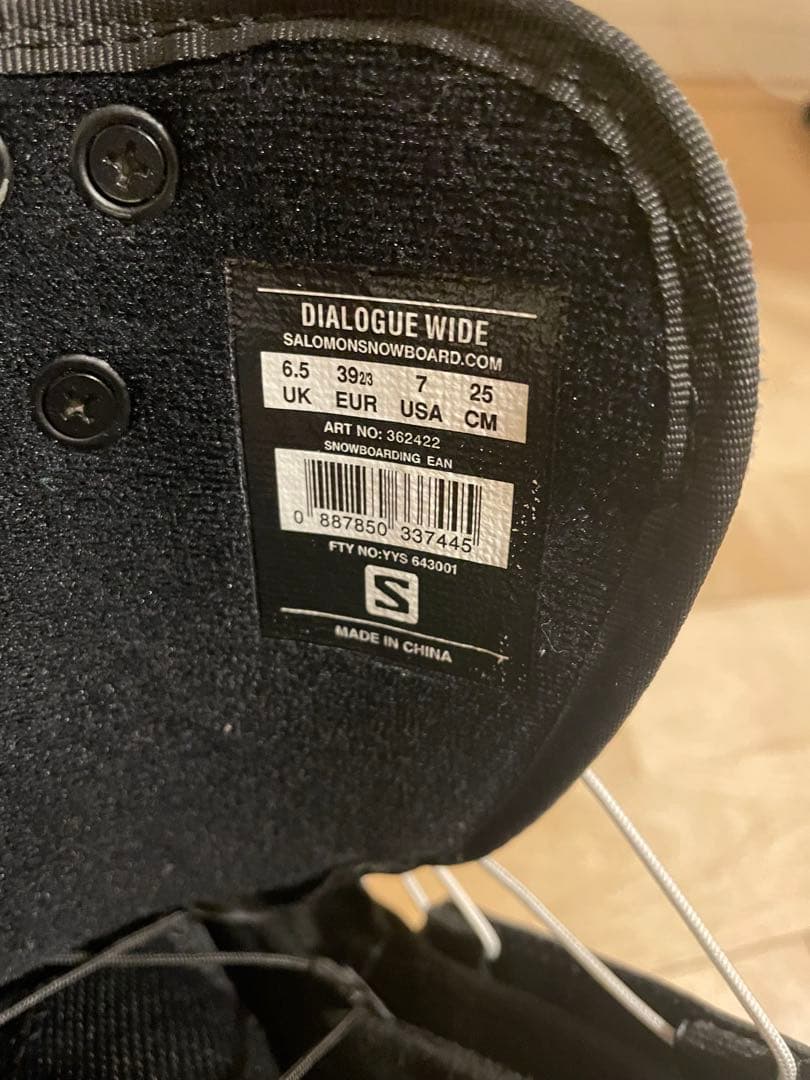 DIALOGUE WIDE
SALOMONSNOWBOARD.COM
6.5 39 2/3 7 25
UK EUR USA CM
ART NO: 362422
SNOWBOARDING EAN
0 887850 337445
FTY NO:YYS 643001
S
MADE IN CHINA